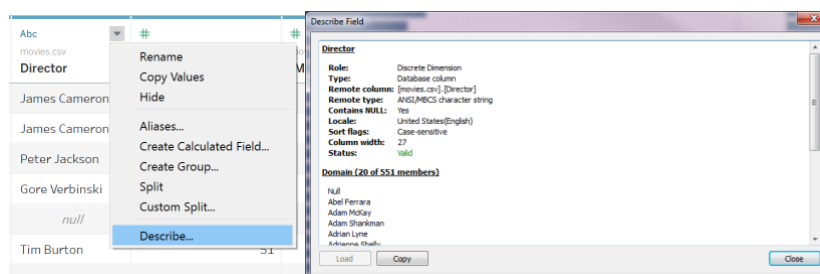 Abc
#
#
movies.csv
Director
James Cameron
James Cameron
Peter Jackson
Gore Verbinski
null
Tim Burton
51
Rename
Copy Values
Hide
Aliases...
Create Calculated Field...
Create Group...
Split
Custom Split...
Describe...
Describe Field
Director
Role: Discrete Dimension
Type: Database column
Remote column: [movies.csv].[Director]
Remote type: ANSI/MBCS character string
Contains NULL: Yes
Locale: United States(English)
Sort flags: Case-sensitive
Column width: 27
Status: Valid
Domain (20 of 551 members)
Null
Abel Ferrara
Adam McKay
Adam Shankman
Adrian Lyne
Adrienne Shelly
Load
Copy
Close